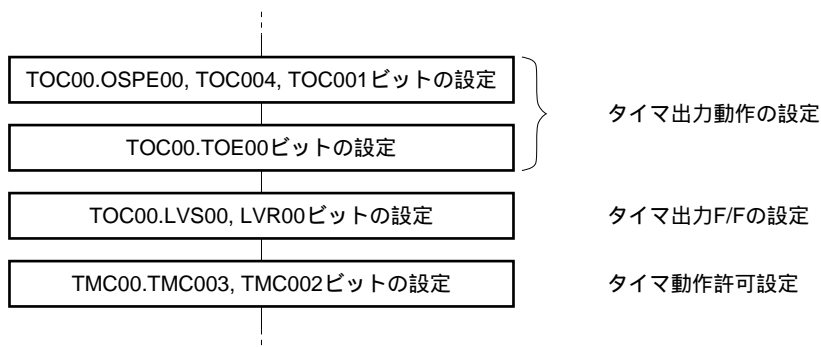 TOC00.OSPE00, TOC004, TOC001ビットの設定
タイマ出力動作の設定
TOC00.TOE00ビットの設定
TOC00.LVS00, LVR00ビットの設定
タイマ出力F/Fの設定
TMC00.TMC003, TMC002ビットの設定
タイマ動作許可設定